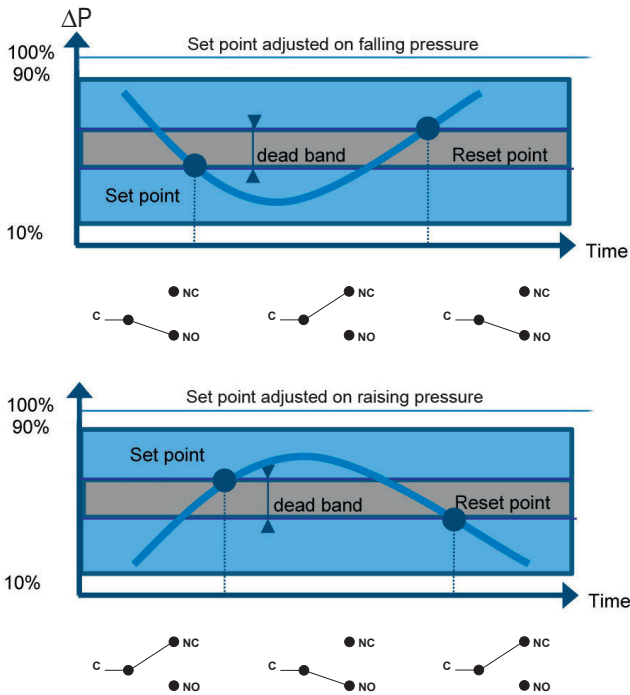 ΔP
Set point adjusted on falling pressure
100%
90%
dead band
Reset point
Set point
10%
Time
NC
C
NO
NC
C
NO
NC
C
NO
Set point adjusted on raising pressure
100%
90%
Set point
dead band
Reset point
10%
Time
NC
C
NO
NC
C
NO
NC
C
NO